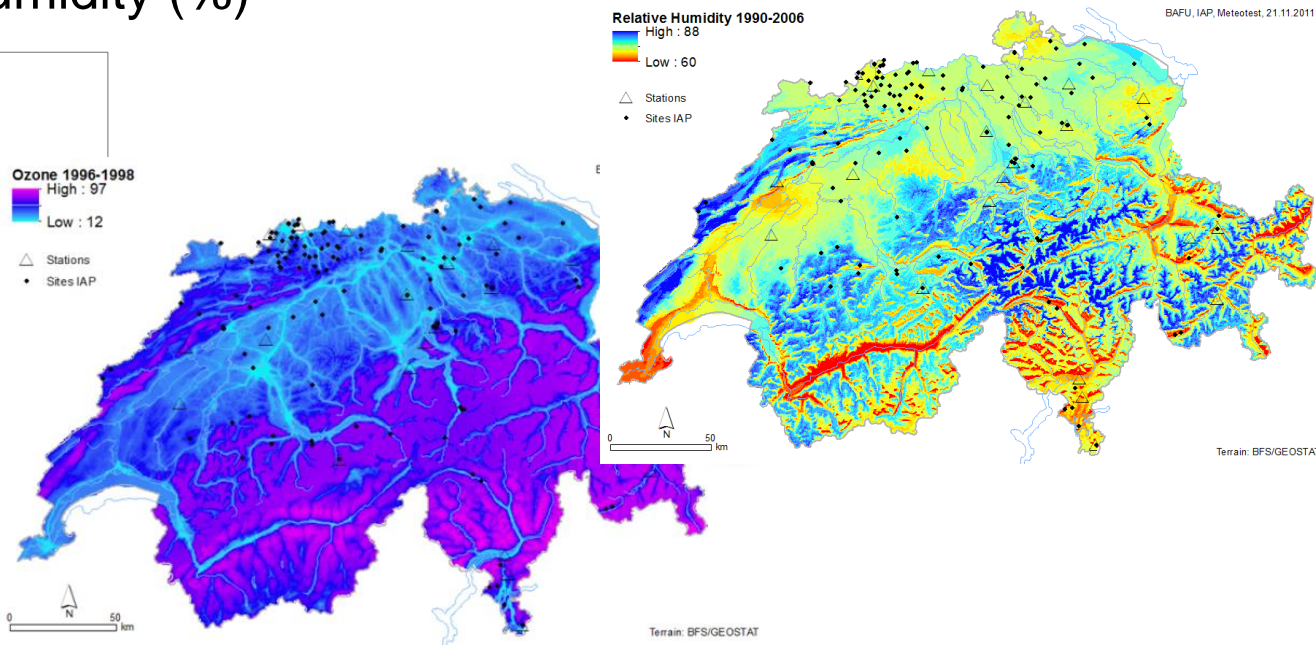 (%)
Relative Humidity 1990-2006
High : 88
Low : 60
Stations
Sites IAP
BAFU, IAP, Meteotest, 21.11.2011
N
0 50
km
Terrain: BFS/GEOSTAT
Ozone 1996-1998
High : 97
Low : 12
Stations
Sites IAP
N
0 50
km
Terrain: BFS/GEOSTAT